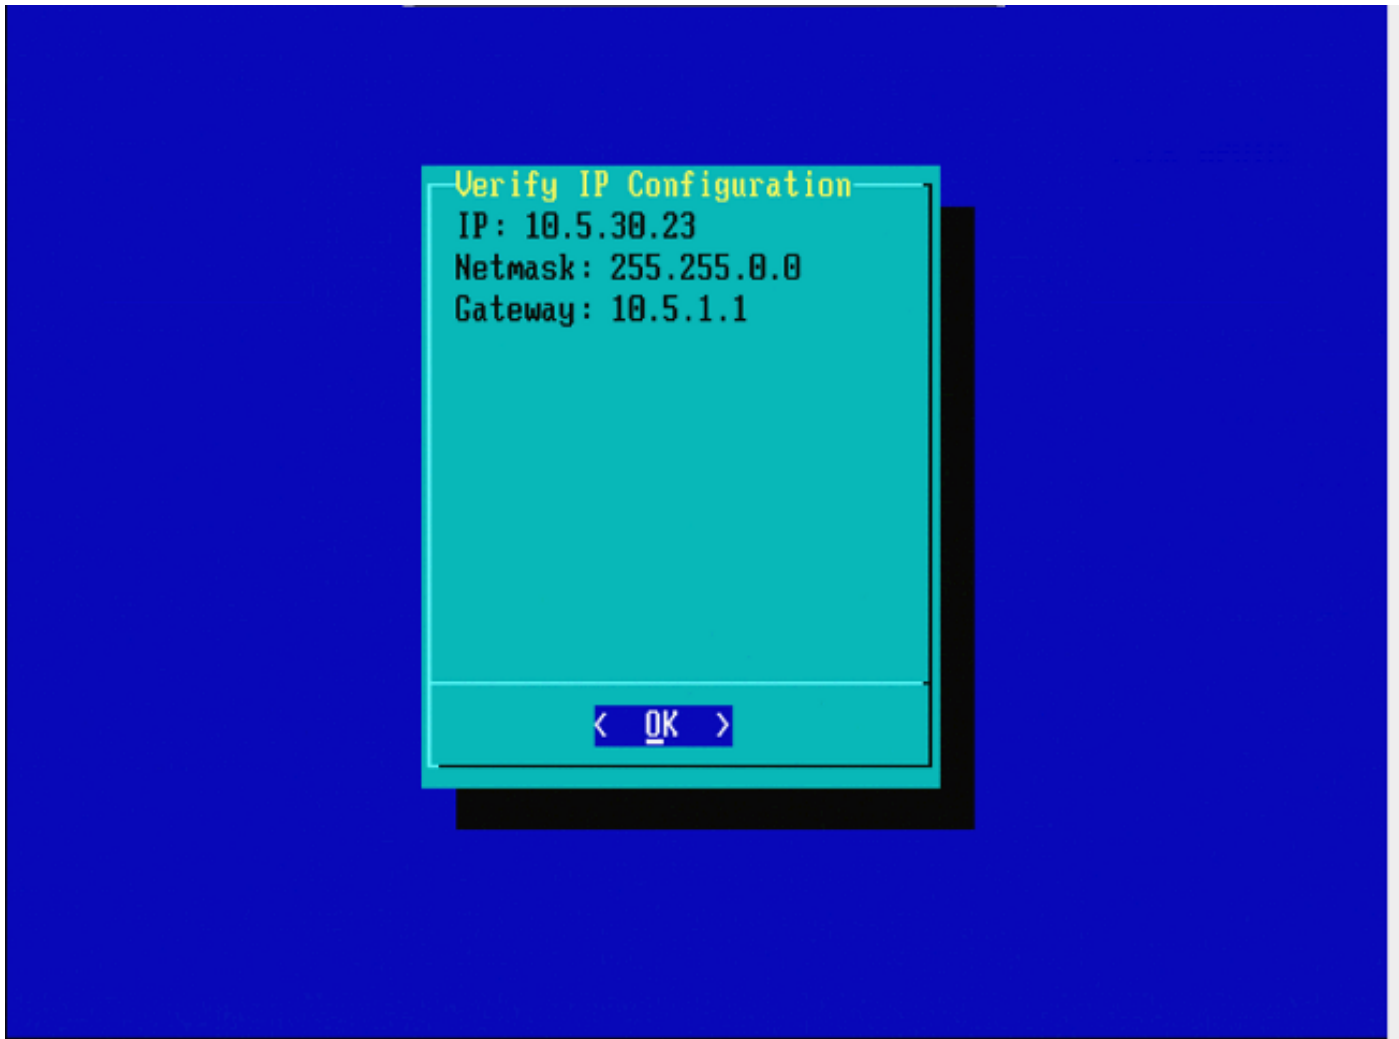 Verify IP Configuration
IP: 10.5.30.23
Netmask: 255.255.0.0
Gateway: 10.5.1.1
< OK >